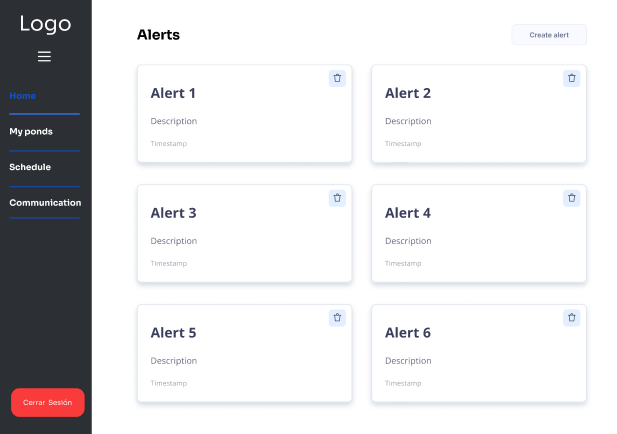 Logo
Home
My ponds
Schedule
Communication
Cerrar Sesión
Alerts
Create alert
Alert 1
Description
Timestamp
Alert 2
Description
Timestamp
Alert 3
Description
Timestamp
Alert 4
Description
Timestamp
Alert 5
Description
Timestamp
Alert 6
Description
Timestamp